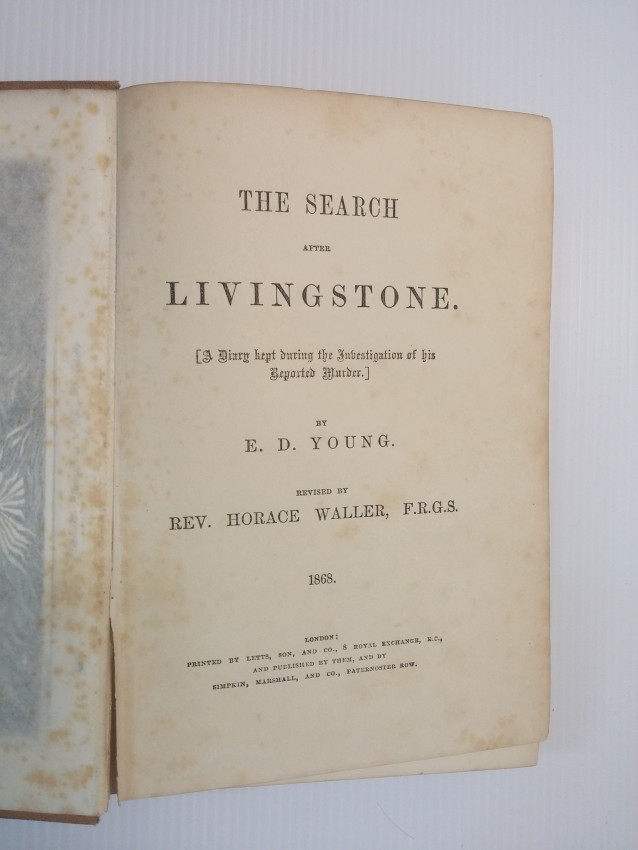 THE SEARCH
AFTER
LIVINGSTONE.
[A Diary kept during the Investigation of his
Reported Murder.]
BY
E. D. YOUNG.
REVISED BY
REV. HORACE WALLER, F.R.G.S.
1868.
LONDON:
PRINTED BY LETTS, SON, AND CO., 8 ROYAL EXCHANGE, E.C.,
AND PUBLISHED BY THEM, AND BY
SIMPKIN, MARSHALL, AND CO., PATERNOSTER ROW.